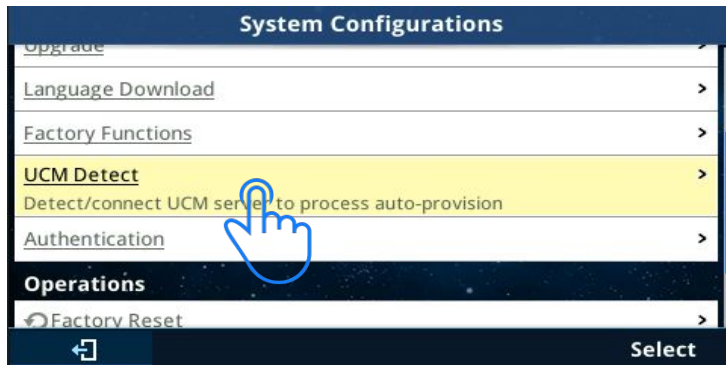 System Configurations
Upgrade
Language Download
Factory Functions
UCM Detect
Detect/connect UCM server to process auto-provision
Authentication
Operations
Factory Reset
Select